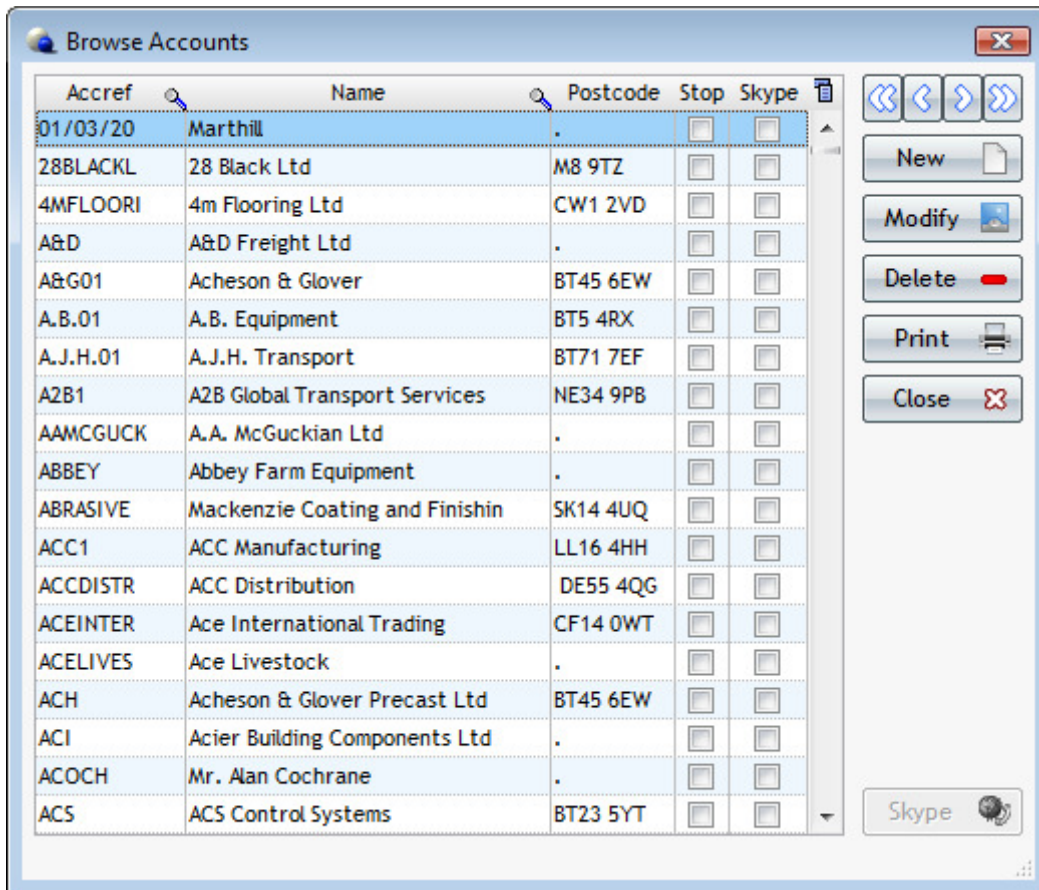 Browse Accounts
Accref Name Postcode Stop Skype
01/03/20 Marthill .
28BLACKL 28 Black Ltd M8 9TZ
New
4MFLOORI 4m Flooring Ltd CW1 2VD
Modify
A&D A&D Freight Ltd .
A&G01 Acheson & Glover BT45 6EW
Delete
A.B.01 A.B. Equipment BT5 4RX
Print
A.J.H.01 A.J.H. Transport BT71 7EF
A2B1 A2B Global Transport Services NE34 9PB
Close
AAMCGUCK A.A. McGuckian Ltd .
ABBEY Abbey Farm Equipment .
ABRASIVE Mackenzie Coating and Finishin SK14 4UQ
ACC1 ACC Manufacturing LL16 4HH
ACCDISTR ACC Distribution DE55 4QG
ACEINTER Ace International Trading CF14 0WT
ACELIVES Ace Livestock .
ACH Acheson & Glover Precast Ltd BT45 6EW
ACI Acier Building Components Ltd .
ACOCH Mr. Alan Cochrane .
ACS ACS Control Systems BT23 5YT
Skype